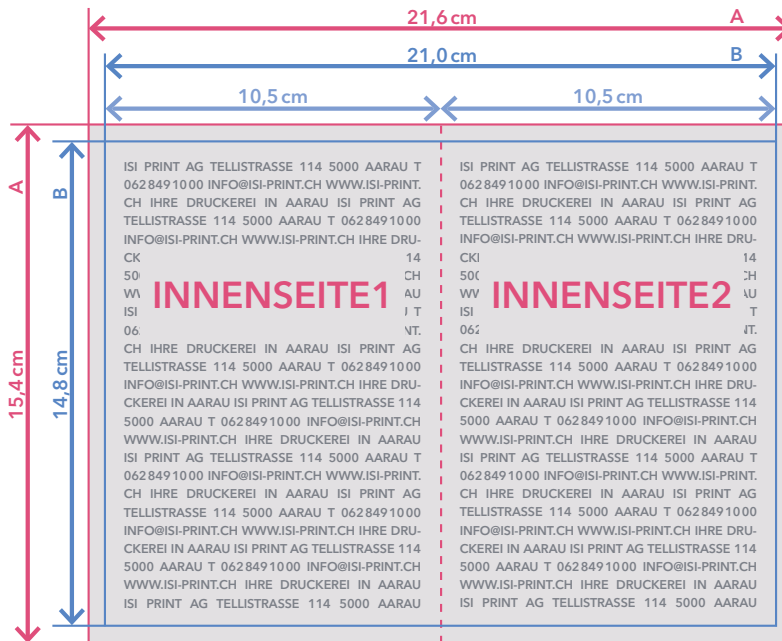 21,6 cm A
21,0 cm B
10,5 cm 10,5 cm
A
B
15,4 cm
14,8 cm
ISI PRINT AG TELLISTRASSE 114 5000 AARAU T
0628491000 INFO@ISI-PRINT.CH WWW.ISI-PRINT.
CH IHRE DRUCKEREI IN AARAU ISI PRINT AG
TELLISTRASSE 114 5000 AARAU T 0628491000
INFO@ISI-PRINT.CH WWW.ISI-PRINT.CH IHRE DRU-
INNENSEITE1
CH IHRE DRUCKEREI IN AARAU ISI PRINT AG
TELLISTRASSE 114 5000 AARAU T 0628491000
INFO@ISI-PRINT.CH WWW.ISI-PRINT.CH IHRE DRU-
CKEREI IN AARAU ISI PRINT AG TELLISTRASSE 114
5000 AARAU T 0628491000 INFO@ISI-PRINT.CH
WWW.ISI-PRINT.CH IHRE DRUCKEREI IN AARAU
ISI PRINT AG TELLISTRASSE 114 5000 AARAU T
0628491000 INFO@ISI-PRINT.CH WWW.ISI-PRINT.
CH IHRE DRUCKEREI IN AARAU ISI PRINT AG
TELLISTRASSE 114 5000 AARAU T 0628491000
INFO@ISI-PRINT.CH WWW.ISI-PRINT.CH IHRE DRU-
CKEREI IN AARAU ISI PRINT AG TELLISTRASSE 114
5000 AARAU T 0628491000 INFO@ISI-PRINT.CH
WWW.ISI-PRINT.CH IHRE DRUCKEREI IN AARAU
ISI PRINT AG TELLISTRASSE 114 5000 AARAU
ISI PRINT AG TELLISTRASSE 114 5000 AARAU T
0628491000 INFO@ISI-PRINT.CH WWW.ISI-PRINT.
CH IHRE DRUCKEREI IN AARAU ISI PRINT AG
TELLISTRASSE 114 5000 AARAU T 0628491000
INFO@ISI-PRINT.CH WWW.ISI-PRINT.CH IHRE DRU-
INNENSEITE2
CH IHRE DRUCKEREI IN AARAU ISI PRINT AG
TELLISTRASSE 114 5000 AARAU T 0628491000
INFO@ISI-PRINT.CH WWW.ISI-PRINT.CH IHRE DRU-
CKEREI IN AARAU ISI PRINT AG TELLISTRASSE 114
5000 AARAU T 0628491000 INFO@ISI-PRINT.CH
WWW.ISI-PRINT.CH IHRE DRUCKEREI IN AARAU
ISI PRINT AG TELLISTRASSE 114 5000 AARAU T
0628491000 INFO@ISI-PRINT.CH WWW.ISI-PRINT.
CH IHRE DRUCKEREI IN AARAU ISI PRINT AG
TELLISTRASSE 114 5000 AARAU T 0628491000
INFO@ISI-PRINT.CH WWW.ISI-PRINT.CH IHRE DRU-
CKEREI IN AARAU ISI PRINT AG TELLISTRASSE 114
5000 AARAU T 0628491000 INFO@ISI-PRINT.CH
WWW.ISI-PRINT.CH IHRE DRUCKEREI IN AARAU
ISI PRINT AG TELLISTRASSE 114 5000 AARAU